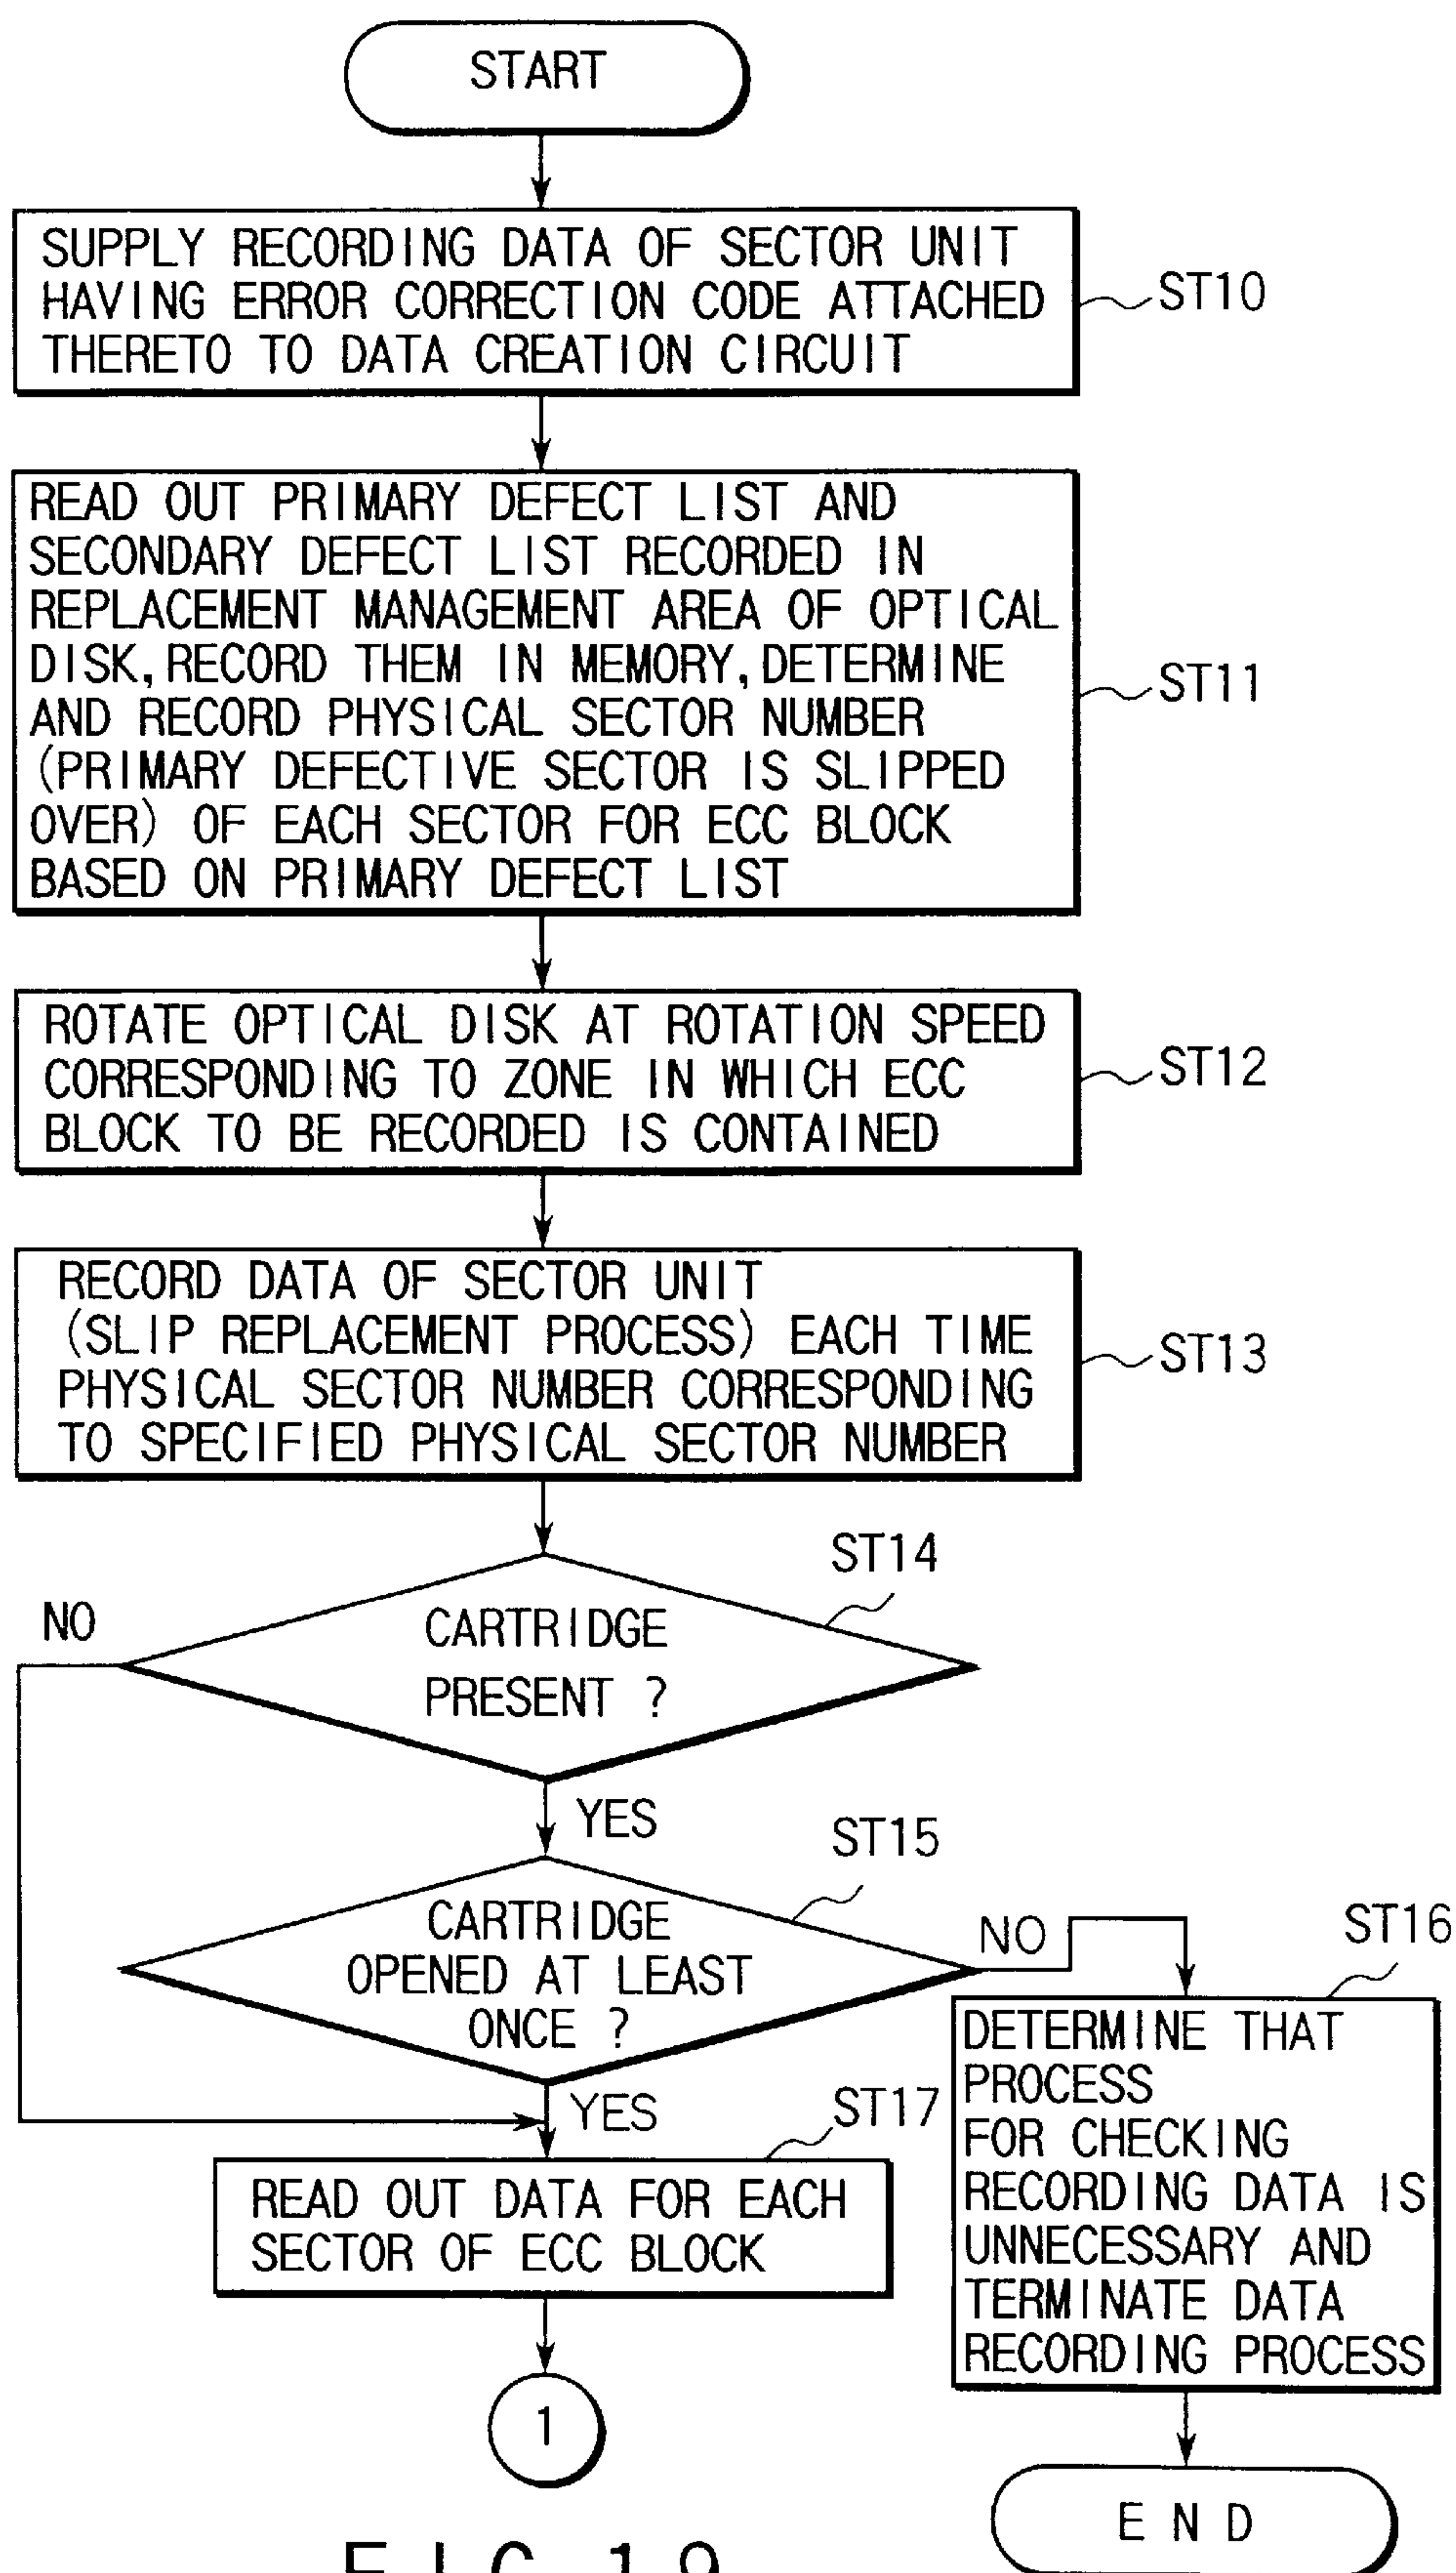 START
SUPPLY RECORDING DATA OF SECTOR UNIT
HAVING ERROR CORRECTION CODE ATTACHED
THERETO TO DATA CREATION CIRCUIT
ST10
READ OUT PRIMARY DEFECT LIST AND
SECONDARY DEFECT LIST RECORDED IN
REPLACEMENT MANAGEMENT AREA OF OPTICAL
DISK, RECORD THEM IN MEMORY, DETERMINE
AND RECORD PHYSICAL SECTOR NUMBER
(PRIMARY DEFECTIVE SECTOR IS SLIPPED
OVER) OF EACH SECTOR FOR ECC BLOCK
BASED ON PRIMARY DEFECT LIST
ST11
ROTATE OPTICAL DISK AT ROTATION SPEED
CORRESPONDING TO ZONE IN WHICH ECC
BLOCK TO BE RECORDED IS CONTAINED
ST12
RECORD DATA OF SECTOR UNIT
(SLIP REPLACEMENT PROCESS) EACH TIME
PHYSICAL SECTOR NUMBER CORRESPONDING
TO SPECIFIED PHYSICAL SECTOR NUMBER
ST13
ST14
NO
CARTRIDGE
PRESENT ?
YES
ST15
CARTRIDGE
OPENED AT LEAST
ONCE ?
NO
ST16
DETERMINE THAT
PROCESS
FOR CHECKING
RECORDING DATA IS
UNNECESSARY AND
TERMINATE DATA
RECORDING PROCESS
YES
ST17
READ OUT DATA FOR EACH
SECTOR OF ECC BLOCK
1
END